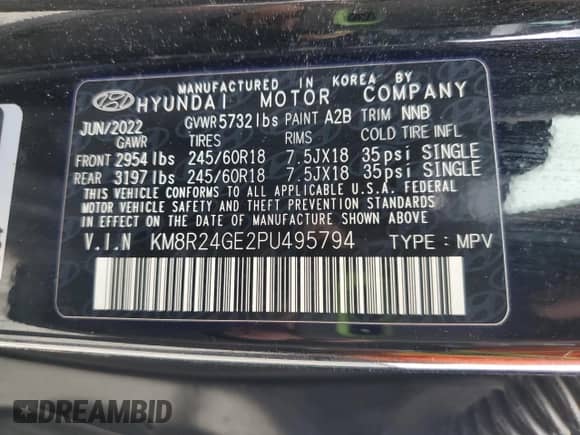 MANUFACTURED IN KOREA BY
HYUNDAI MOTOR COMPANY
JUN/2022 GVWR 5732 lbs PAINT A2B TRIM NNB
GAWR TIRES RIMS COLD TIRE INFL
FRONT 2954 lbs 245/60R18 7.5JX18 35psi SINGLE
REAR 3197 lbs 245/60R18 7.5JX18 35psi SINGLE
THIS VEHICLE CONFORMS TO ALL APPLICABLE U.S.A. FEDERAL
MOTOR VEHICLE SAFETY, BUMPER, AND THEFT PREVENTION STANDARDS
IN EFFECT ON THE DATE OF MANUFACTURE SHOWN ABOVE.
V.I.N KM8R24GE2PU495794 TYPE : MPV
DREAMBID